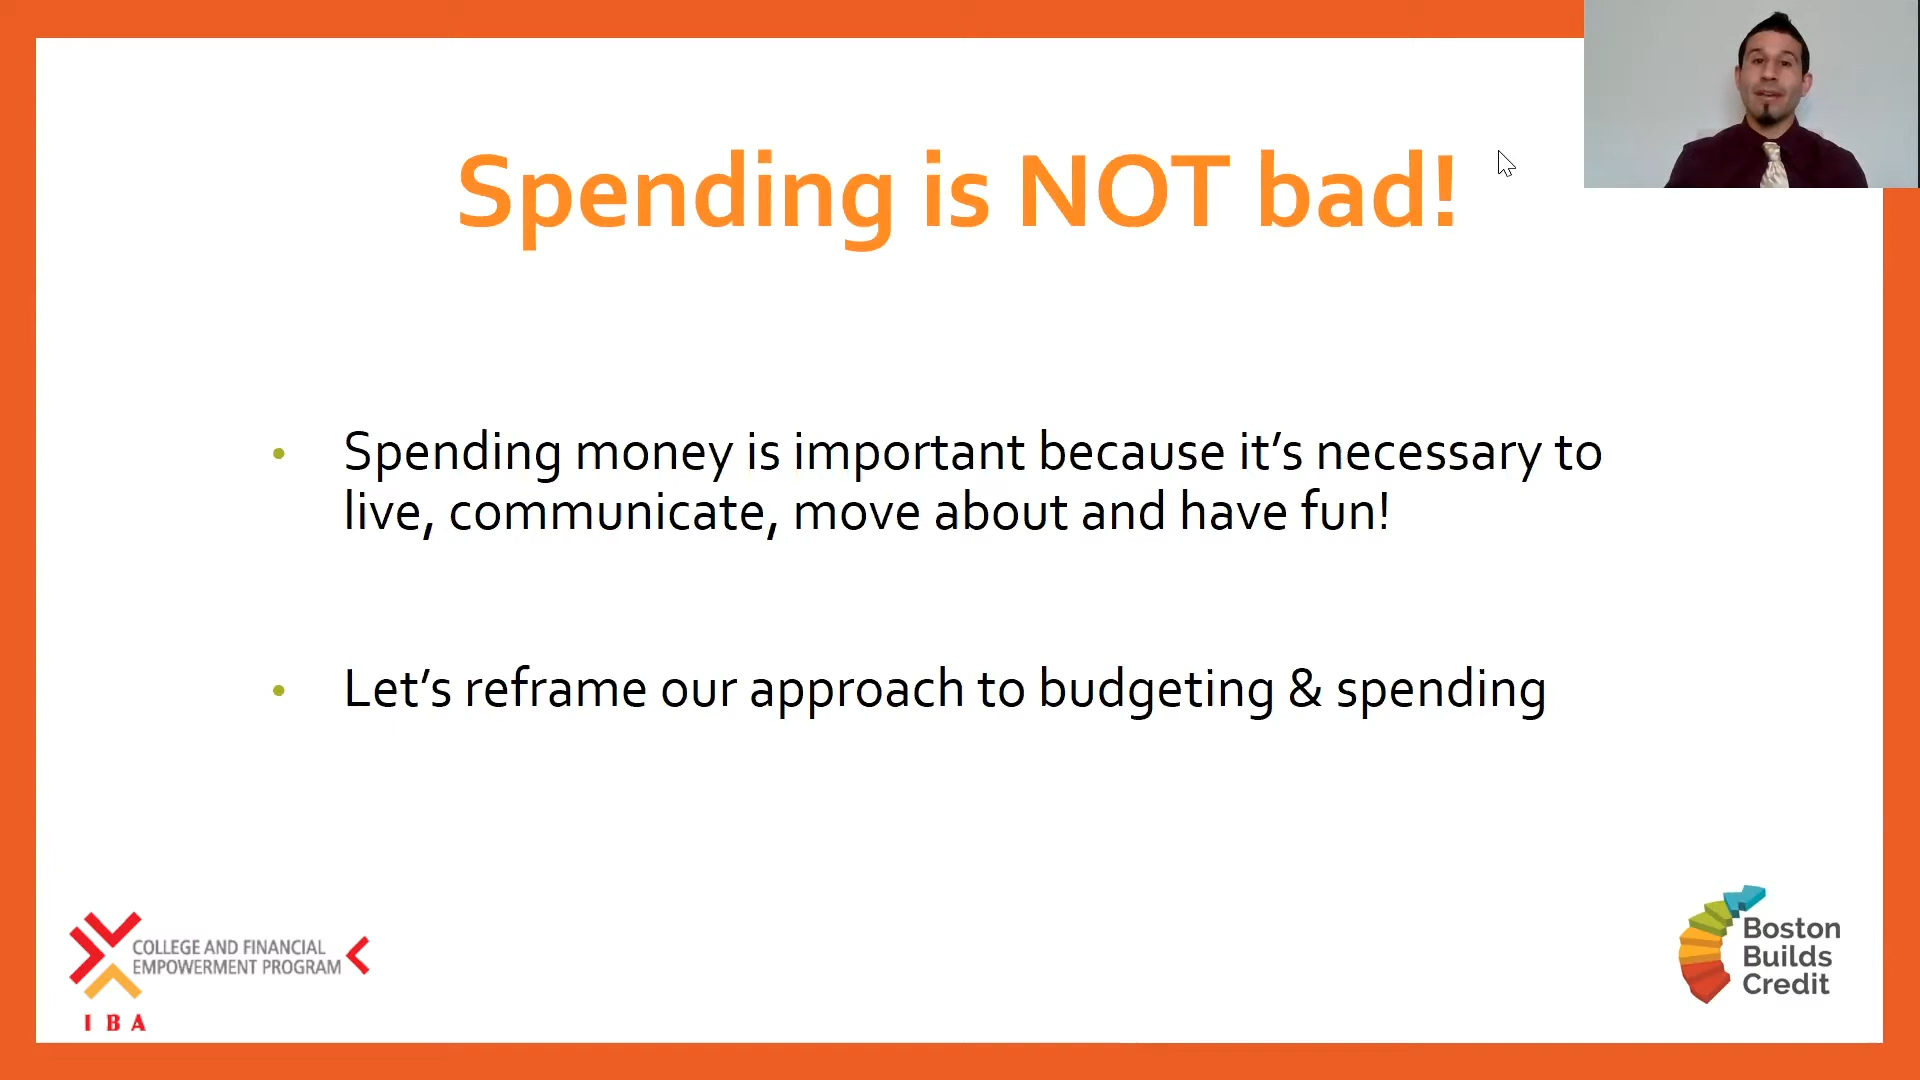 Spending is NOT bad!
• Spending money is important because it’s necessary to
live, communicate, move about and have fun!
• Let’s reframe our approach to budgeting & spending
COLLEGE AND FINANCIAL
EMPOWERMENT PROGRAM
IBA
Boston
Builds
Credit